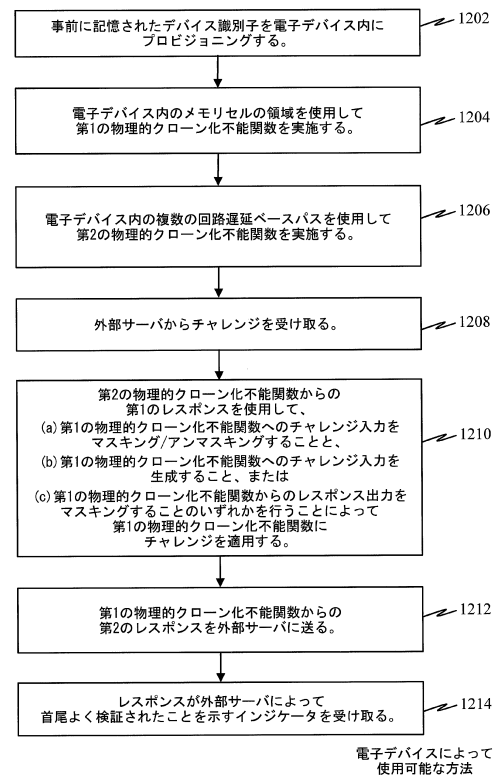 事前に記憶されたデバイス識別子を電子デバイス内に
プロビジョニングする。
1202
電子デバイス内のメモリセルの領域を使用して
第1の物理的クローン化不能関数を実施する。
1204
電子デバイス内の複数の回路遅延ベースパスを使用して
第2の物理的クローン化不能関数を実施する。
1206
外部サーバからチャレンジを受け取る。
1208
第2の物理的クローン化不能関数からの
第1のレスポンスを使用して、
(a)第1の物理的クローン化不能関数へのチャレンジ入力を
マスキング/アンマスキングすることと、
(b)第1の物理的クローン化不能関数へのチャレンジ入力を
生成すること、または
(c)第1の物理的クローン化不能関数からのレスポンス出力を
マスキングすることのいずれかを行うことによって
第1の物理的クローン化不能関数に
チャレンジを適用する。
1210
第1の物理的クローン化不能関数からの
第2のレスポンスを外部サーバに送る。
1212
レスポンスが外部サーバによって
首尾よく検証されたことを示すインジケータを受け取る。
1214
電子デバイスによって
使用可能な方法